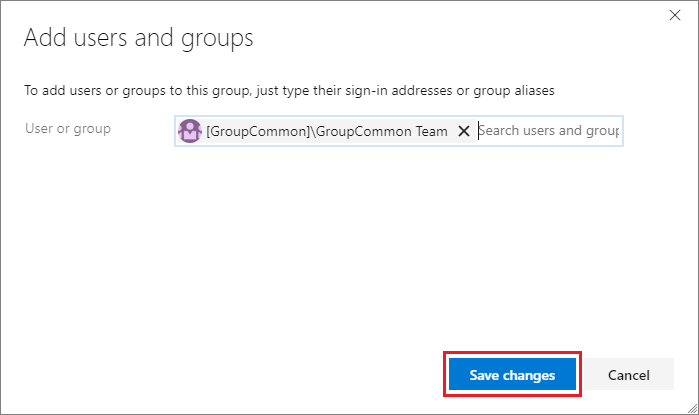 Add users and groups
To add users or groups to this group, just type their sign-in addresses or group aliases
User or group
[GroupCommon]\GroupCommon Team Search users and group
Save changes
Cancel